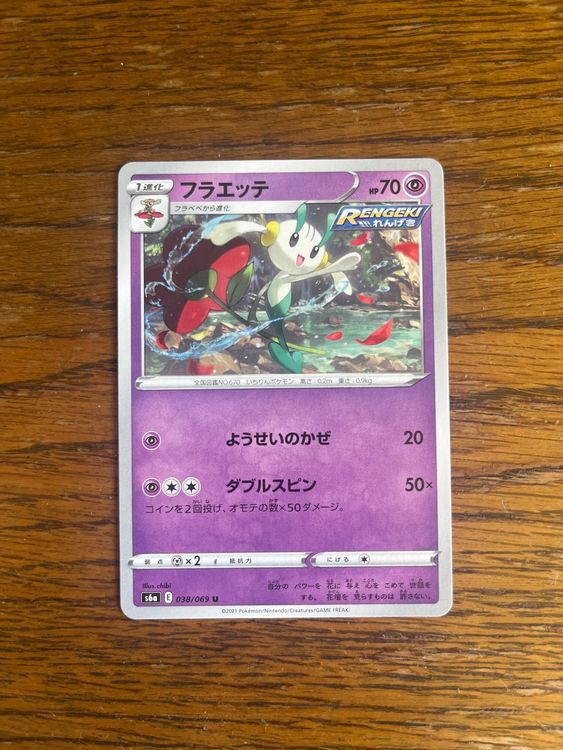 1進化 フラエッテ HP70
フラベベから進化
RENGEKI
れんげき
全国図鑑NO.670 いちりんポケモン 高さ:0.2m 重さ:0.9kg
ようせいのかぜ 20
ダブルスピン 50×
コインを2回投げ、オモテの数×50ダメージ。
弱点 ×2 抵抗力 にげる
Illus.chibi
自分の パワーを 花に 与え 心を こめて 世話を
する。花壇を 荒らすものは 許さない。
s6a E 038/069 U
©2021 Pokémon/Nintendo/Creatures/GAME FREAK.